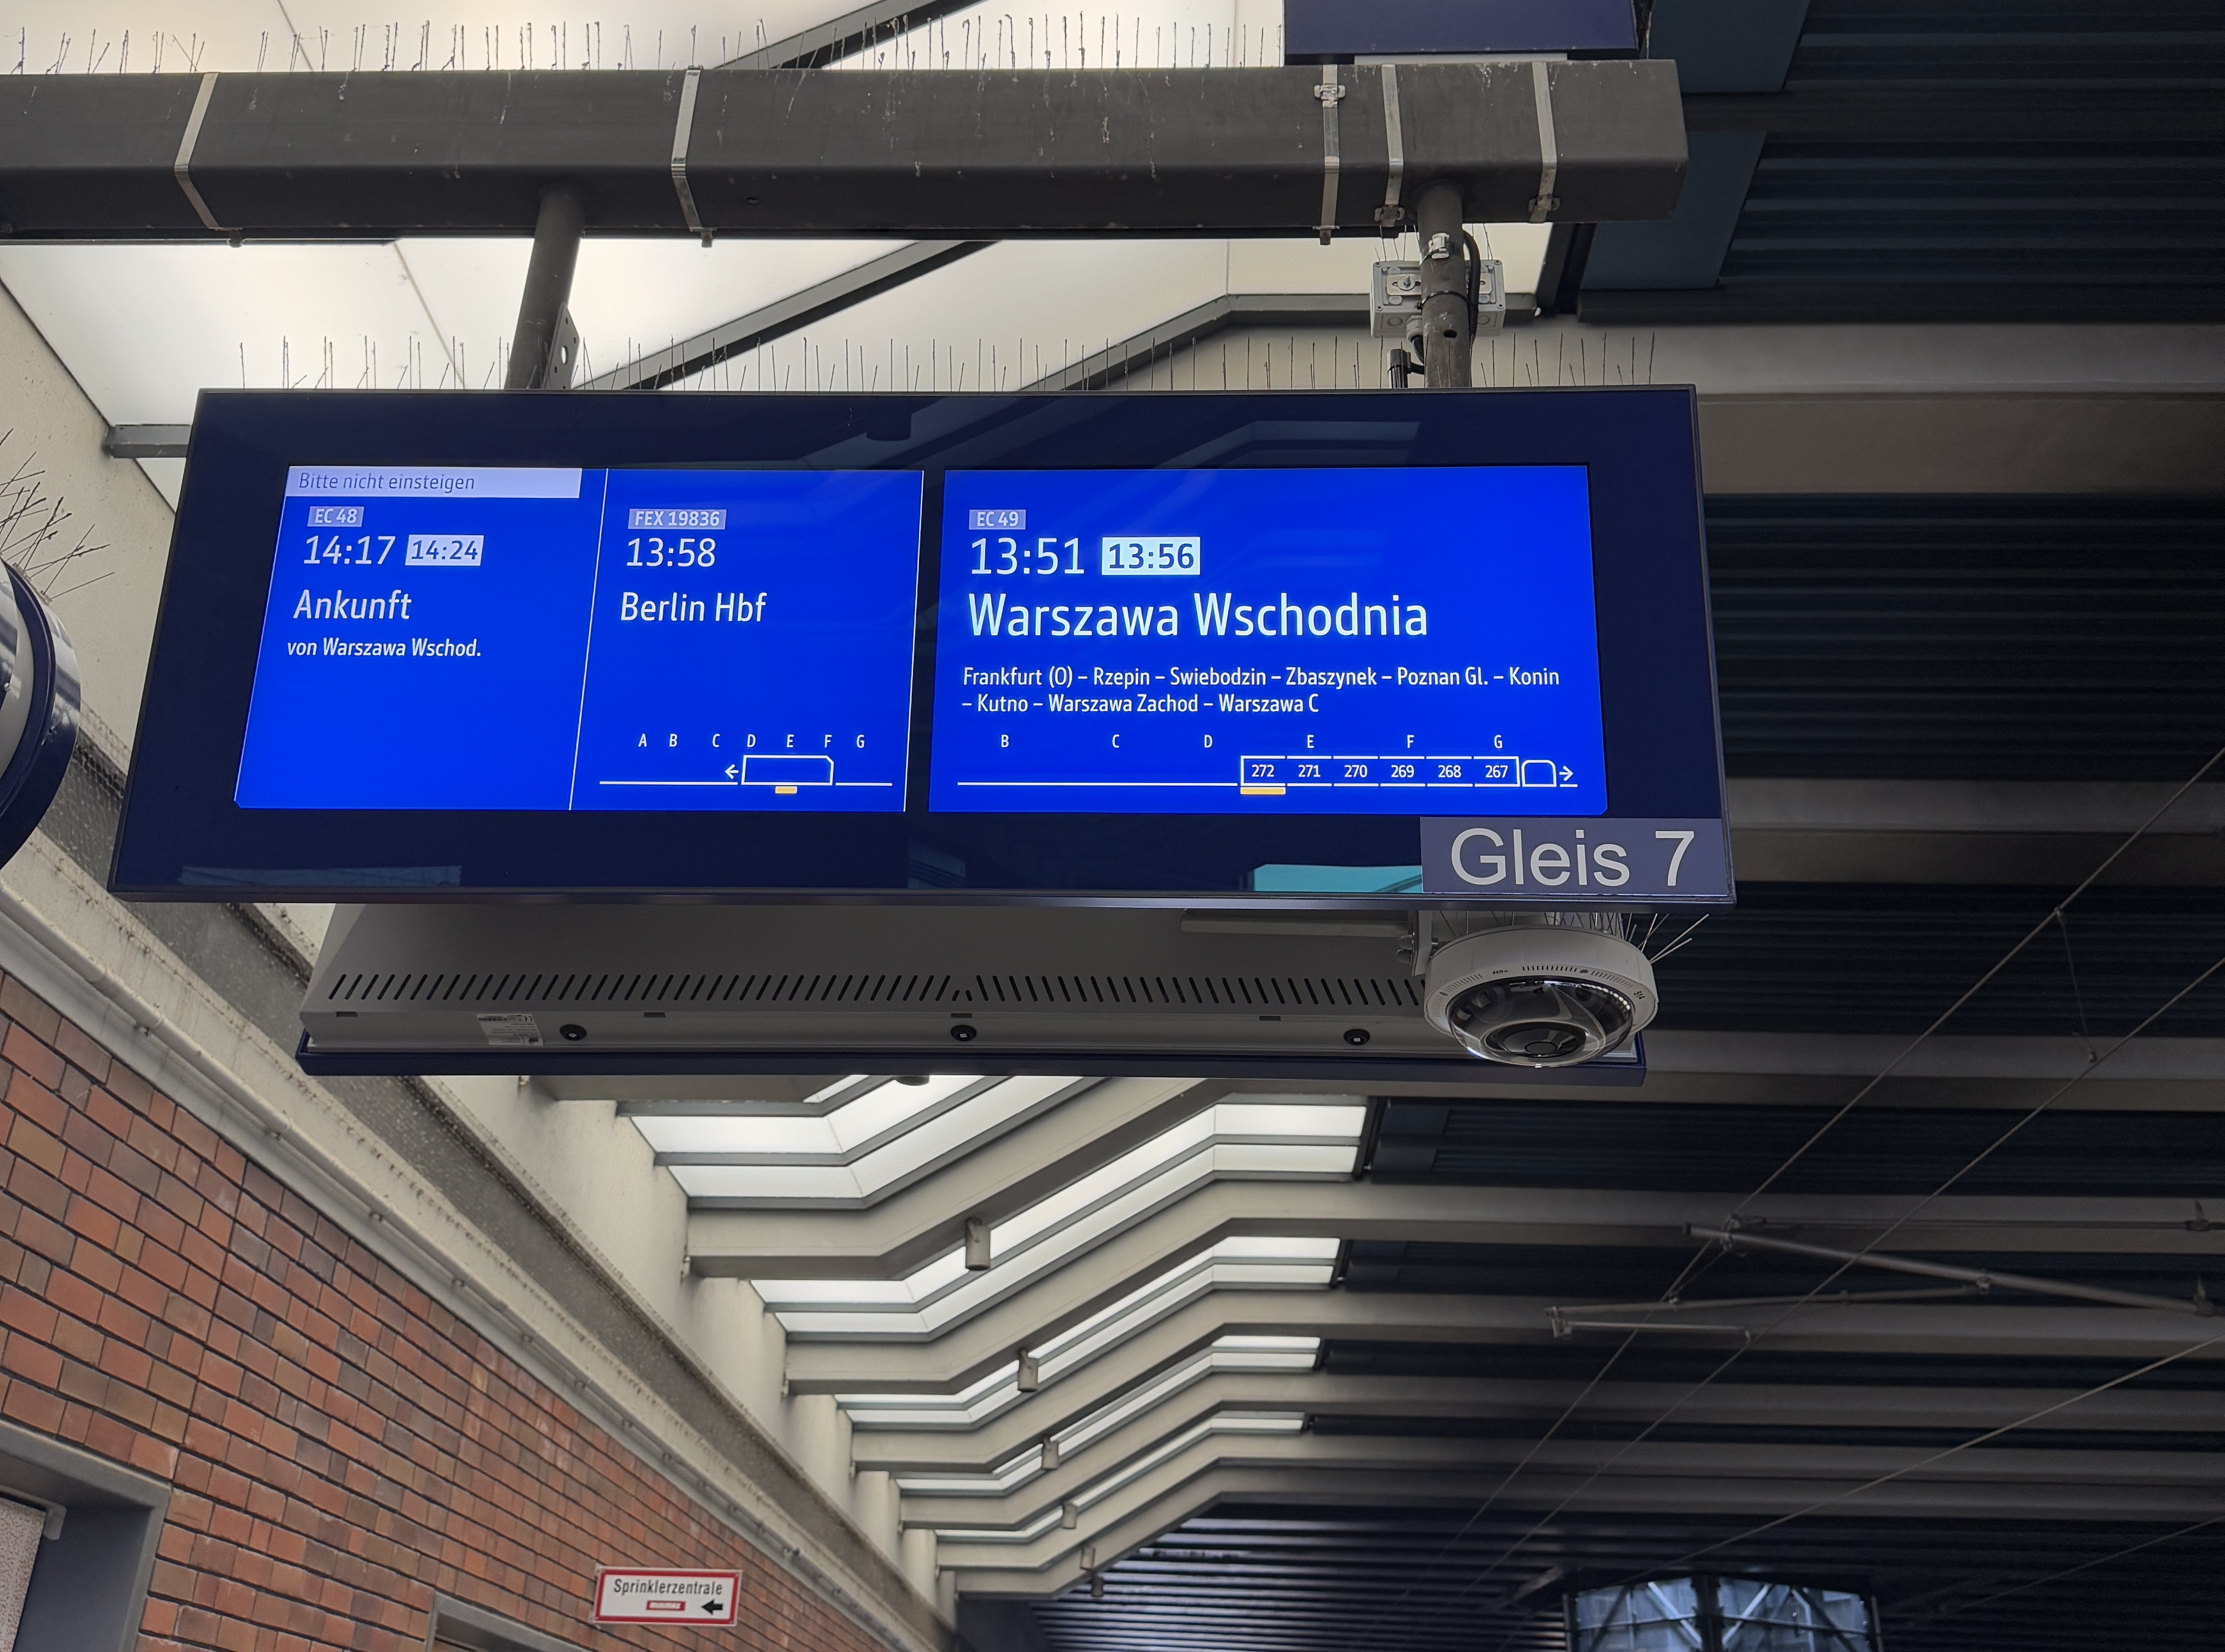 Bitte nicht einsteigen
EC 48
14:17 14:24
Ankunft
von Warszawa Wschod.
FEX 19836
13:58
Berlin Hbf
A B C D E F G
EC 49
13:51 13:56
Warszawa Wschodnia
Frankfurt (O) – Rzepin – Swiebodzin – Zbaszynek – Poznan Gl. – Konin
– Kutno – Warszawa Zachod – Warszawa C
B C D E F G
272 271 270 269 268 267
Gleis 7
Sprinklerzentrale